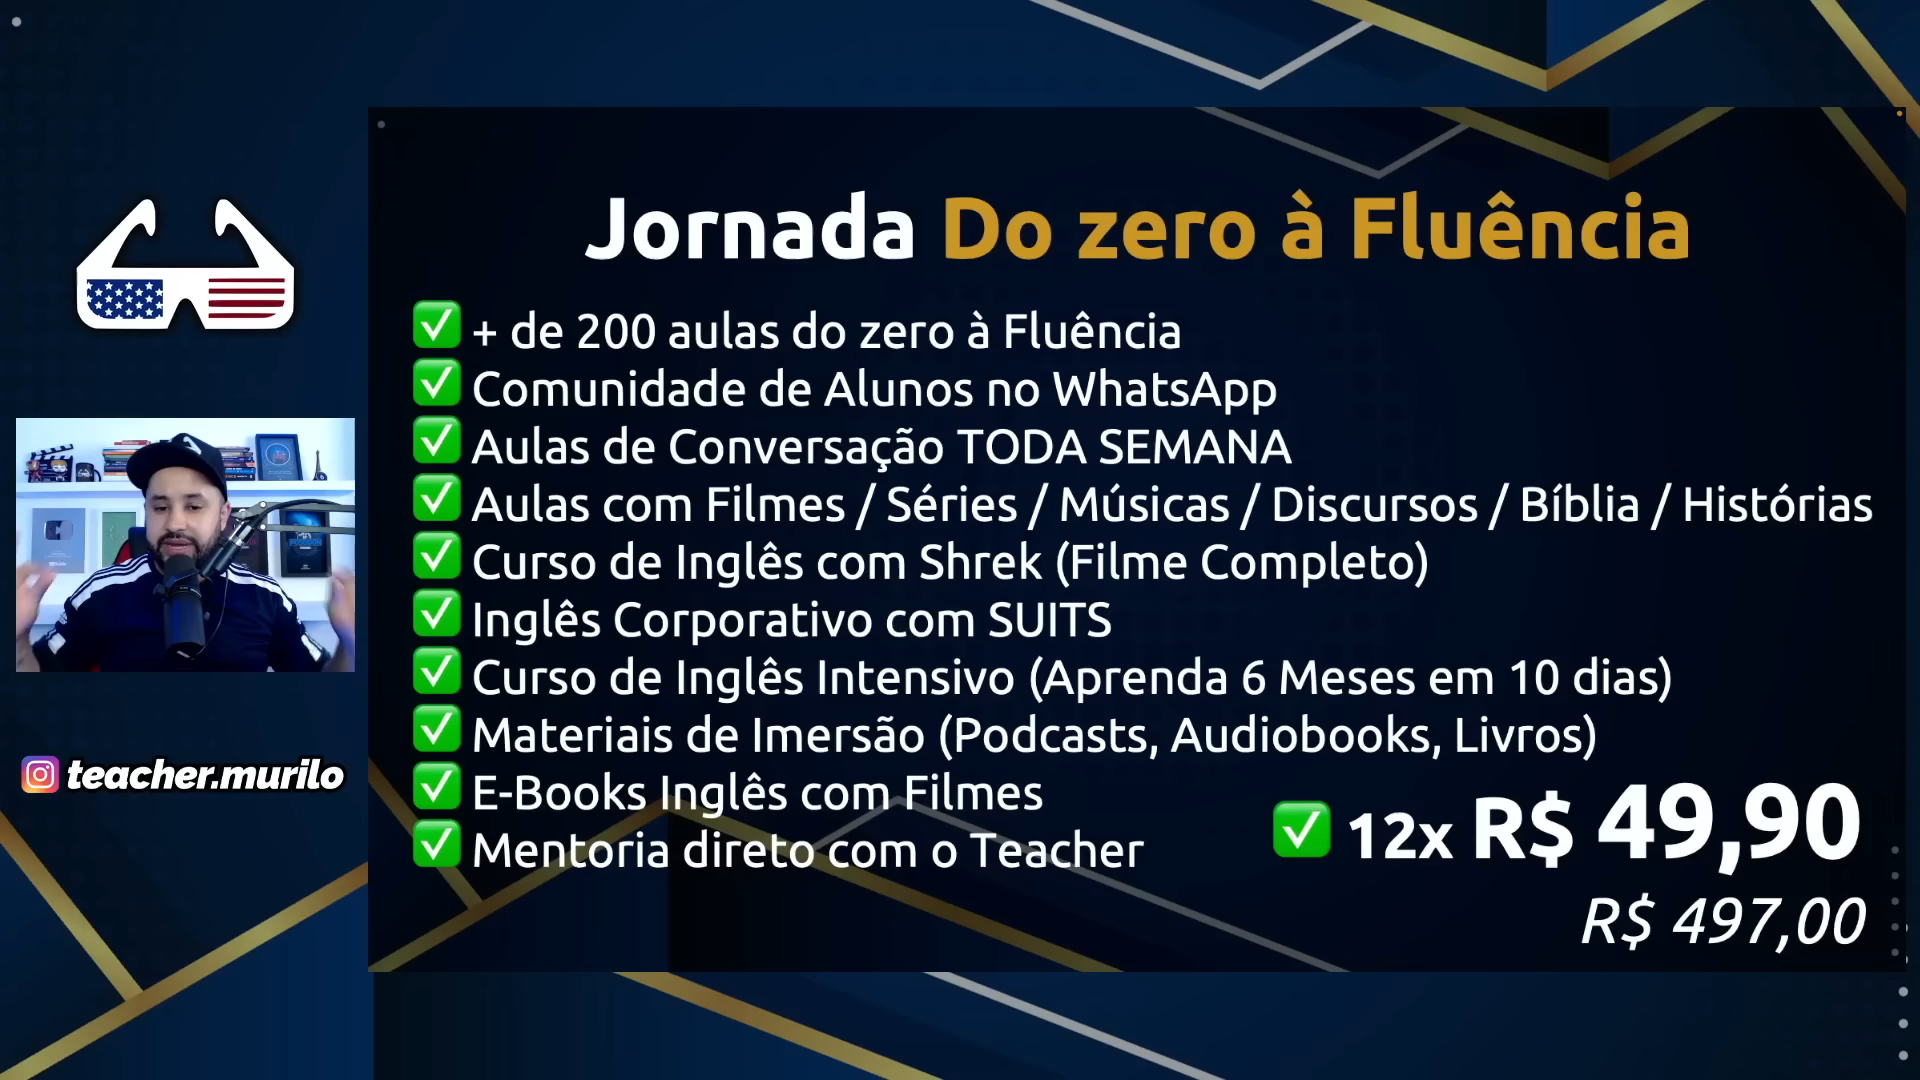 Jornada Do zero à Fluência
+ de 200 aulas do zero à Fluência
Comunidade de Alunos no WhatsApp
Aulas de Conversação TODA SEMANA
Aulas com Filmes / Séries / Músicas / Discursos / Bíblia / Histórias
Curso de Inglês com Shrek (Filme Completo)
Inglês Corporativo com SUITS
Curso de Inglês Intensivo (Aprenda 6 Meses em 10 dias)
Materiais de Imersão (Podcasts, Audiobooks, Livros)
E-Books Inglês com Filmes
Mentoria direto com o Teacher
12x R$ 49,90
R$ 497,00
teacher.murilo